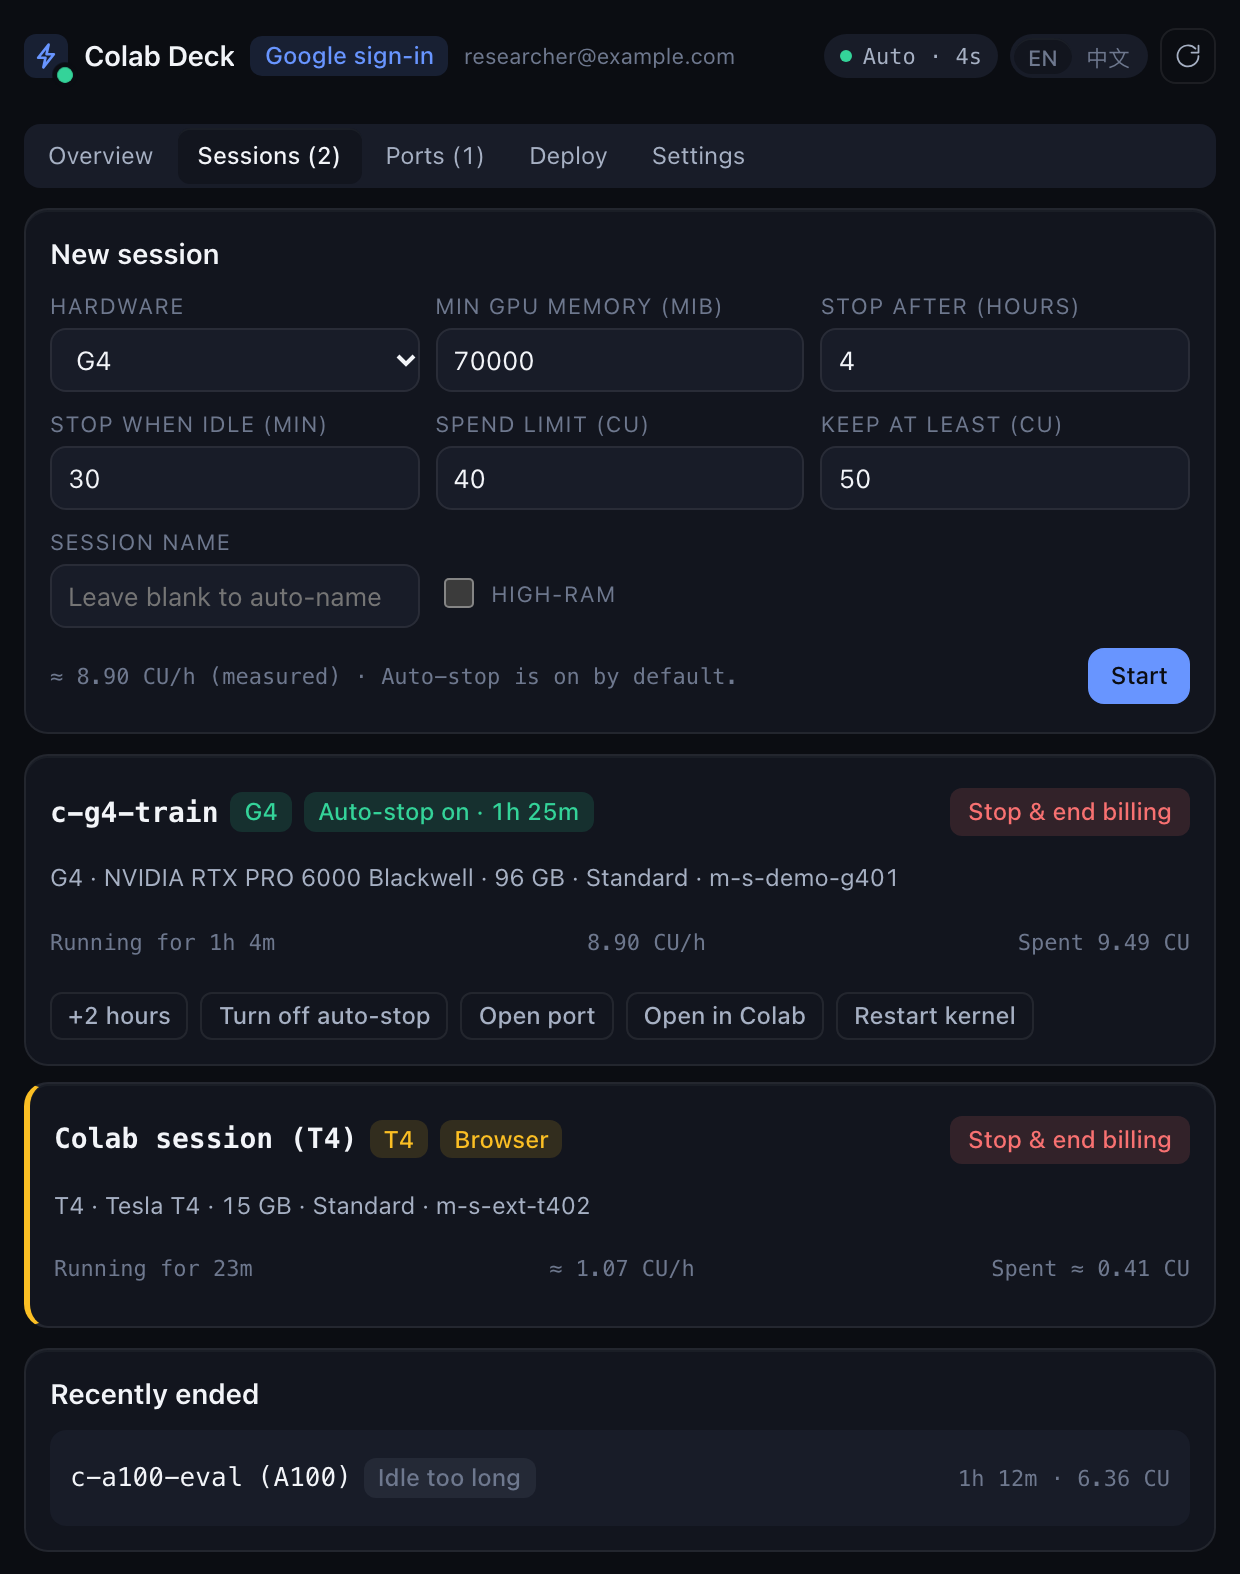 Colab Deck Google sign-in researcher@example.com Auto · 4s EN 中文
Overview Sessions (2) Ports (1) Deploy Settings
New session
HARDWARE MIN GPU MEMORY (MIB) STOP AFTER (HOURS)
G4 70000 4
STOP WHEN IDLE (MIN) SPEND LIMIT (CU) KEEP AT LEAST (CU)
30 40 50
SESSION NAME
Leave blank to auto-name HIGH-RAM
≈ 8.90 CU/h (measured) · Auto-stop is on by default. Start
c-g4-train G4 Auto-stop on · 1h 25m Stop & end billing
G4 · NVIDIA RTX PRO 6000 Blackwell · 96 GB · Standard · m-s-demo-g401
Running for 1h 4m 8.90 CU/h Spent 9.49 CU
+2 hours Turn off auto-stop Open port Open in Colab Restart kernel
Colab session (T4) T4 Browser Stop & end billing
T4 · Tesla T4 · 15 GB · Standard · m-s-ext-t402
Running for 23m ≈ 1.07 CU/h Spent ≈ 0.41 CU
Recently ended
c-a100-eval (A100) Idle too long 1h 12m · 6.36 CU